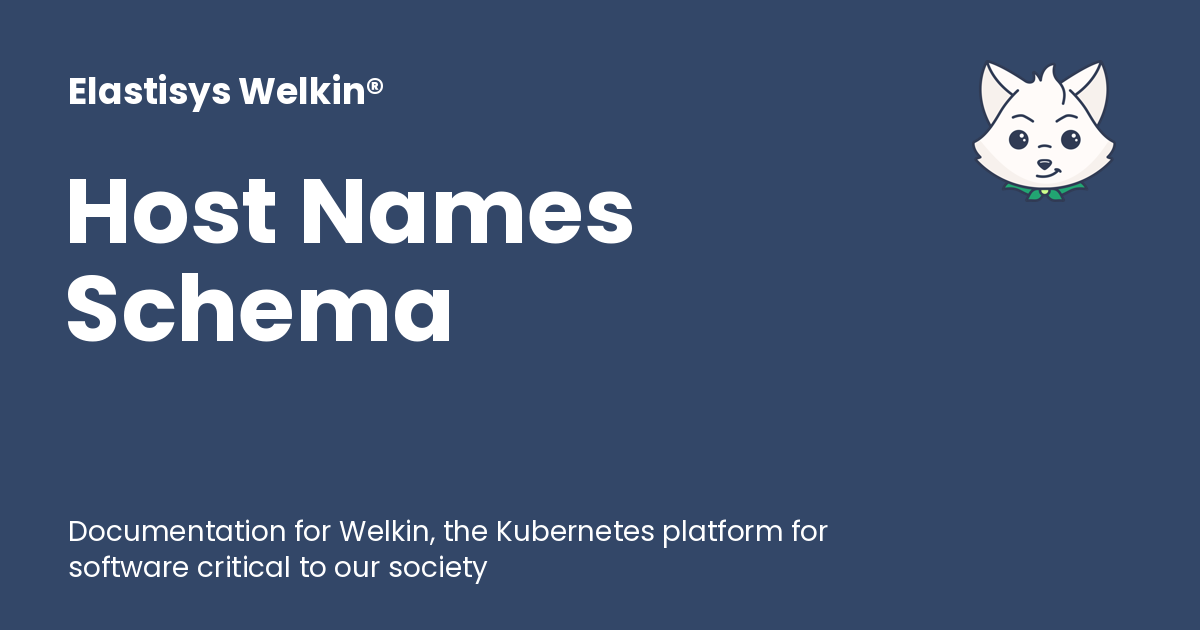 Elastisys Welkin®
Host Names
Schema
Documentation for Welkin, the Kubernetes platform for
software critical to our society